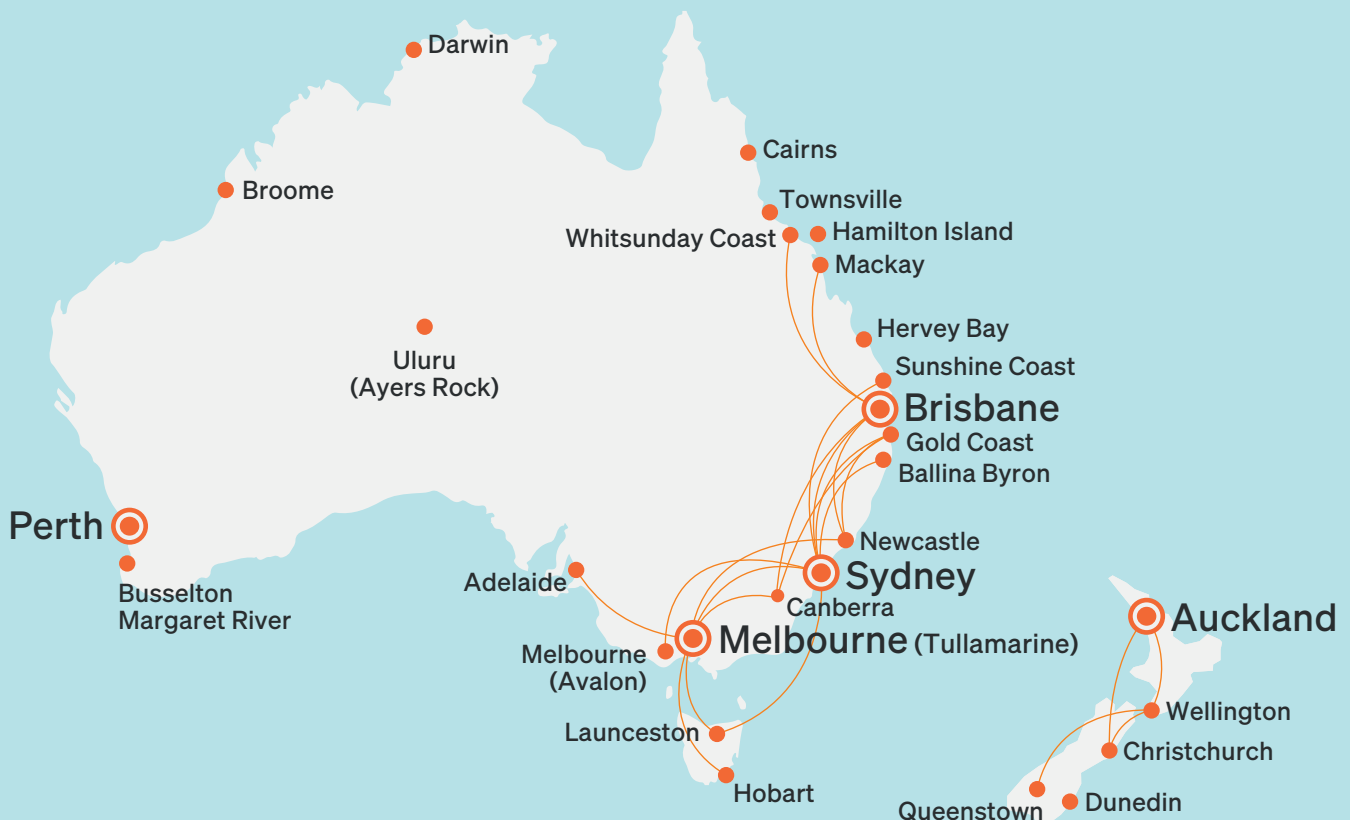 Darwin
Cairns
Broome
Townsville
Whitsunday Coast
Hamilton Island
Mackay
Hervey Bay
Uluru
(Ayers Rock)
Sunshine Coast
Brisbane
Gold Coast
Ballina Byron
Perth
Newcastle
Busselton
Margaret River
Adelaide
Sydney
Canberra
Auckland
Melbourne (Tullamarine)
Melbourne
(Avalon)
Wellington
Launceston
Christchurch
Hobart
Queenstown
Dunedin